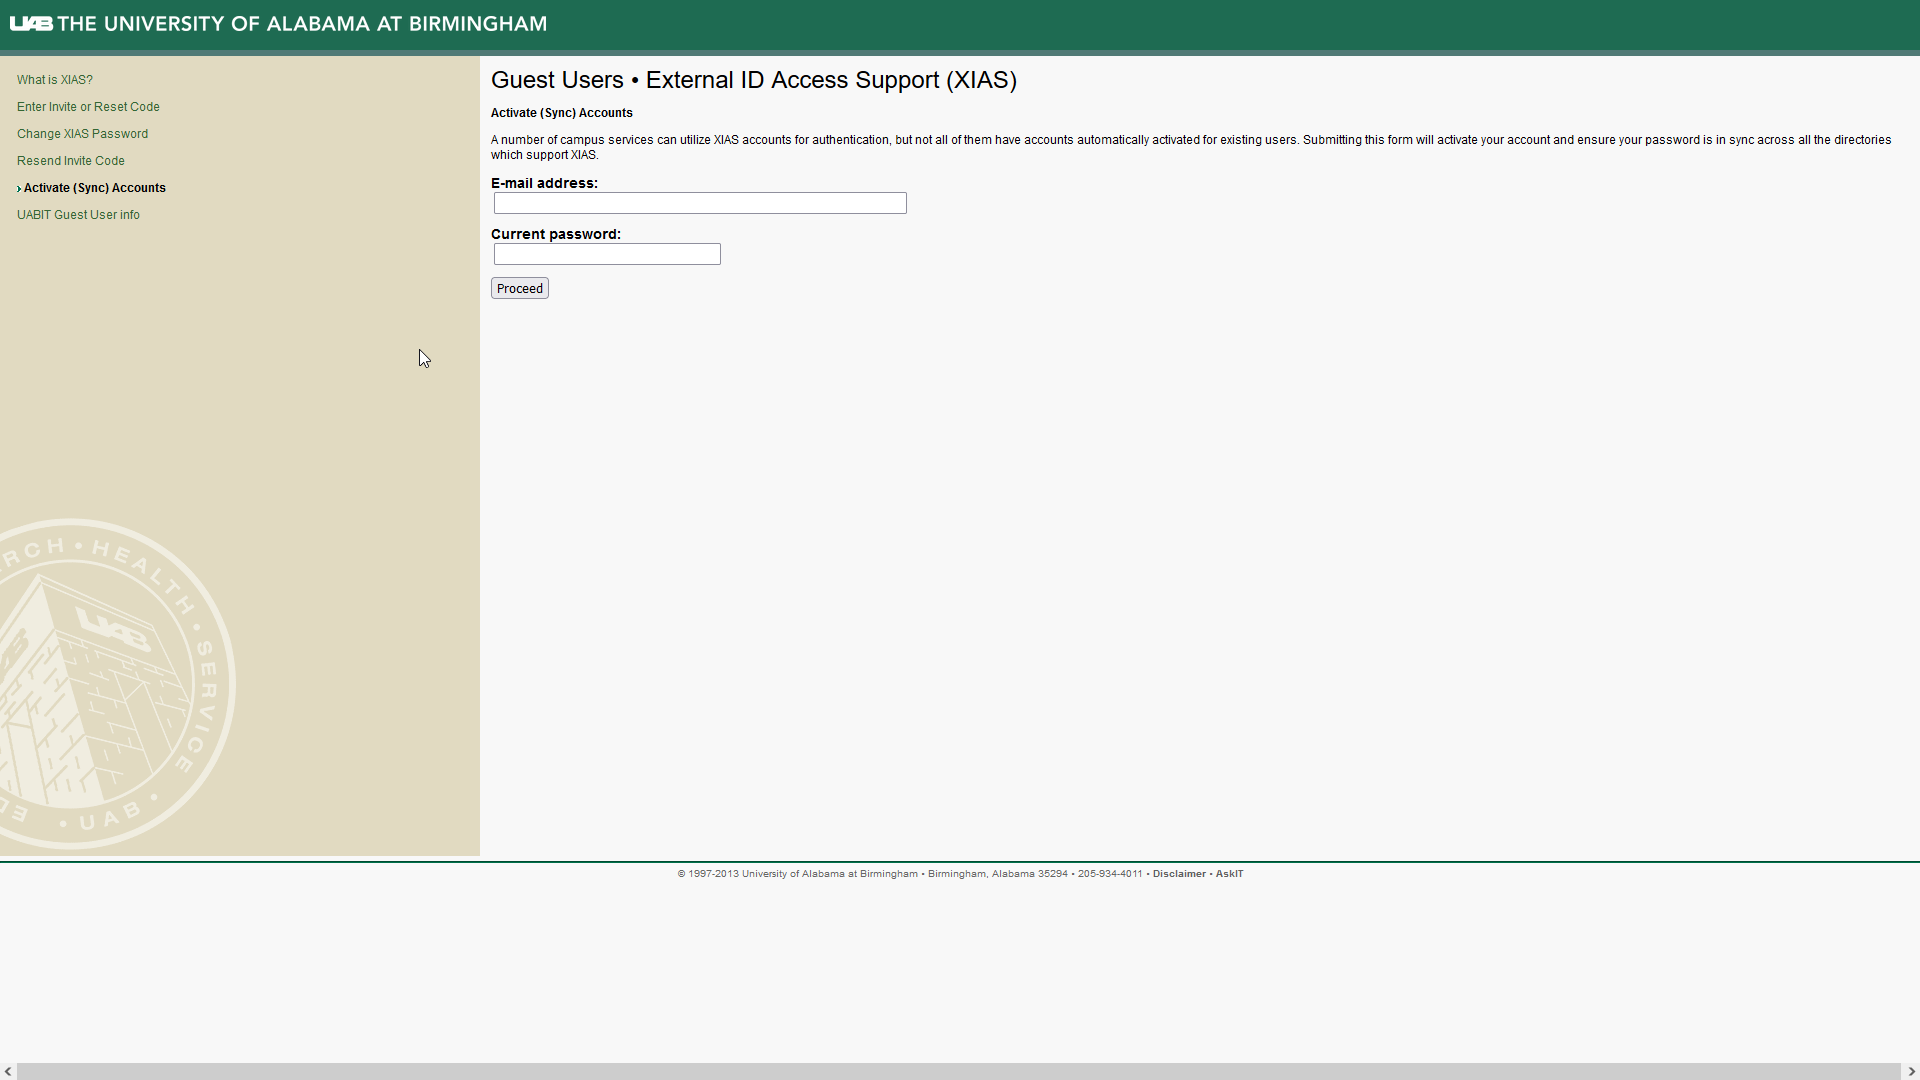 UAB THE UNIVERSITY OF ALABAMA AT BIRMINGHAM
What is XIAS?
Enter Invite or Reset Code
Change XIAS Password
Resend Invite Code
› Activate (Sync) Accounts
UABIT Guest User info
Guest Users • External ID Access Support (XIAS)
Activate (Sync) Accounts
A number of campus services can utilize XIAS accounts for authentication, but not all of them have accounts automatically activated for existing users. Submitting this form will activate your account and ensure your password is in sync across all the directories
which support XIAS.
E-mail address:
Current password:
Proceed
RCH • HEALTH • SERVICE • UAB • ED
UAB
© 1997-2013 University of Alabama at Birmingham • Birmingham, Alabama 35294 • 205-934-4011 • Disclaimer • AskIT